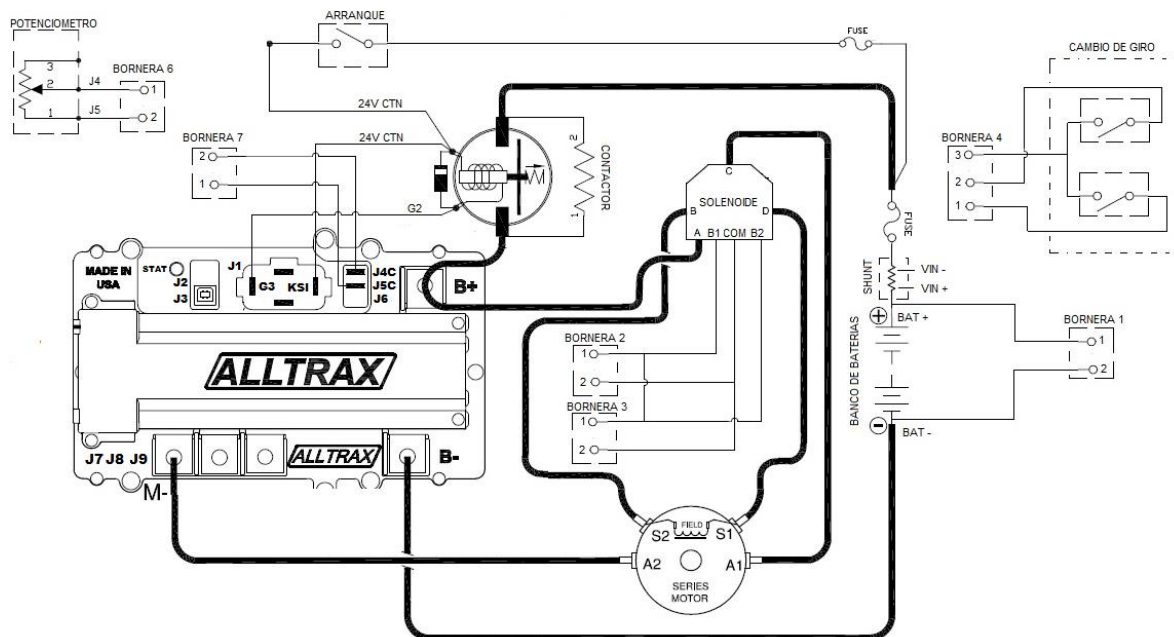 POTENCIOMETRO
3
2
1
J4
J5
BORNERA 6
1
2
ARRANQUE
FUSE
CAMBIO DE GIRO
24V CTN
24V CTN
BORNERA 7
2
1
G2
2
CONTACTOR
1
C
SOLENOIDE
B
D
A
B1
COM
B2
BORNERA 4
3
2
1
FUSE
SHUNT
VIN -
VIN +
BAT +
BANCO DE BATERIAS
BAT -
BORNERA 1
1
2
MADE IN
USA
STAT
J2
J3
J1
G3
KSI
J4C
J5C
J6
B+
ALLTRAX
BORNERA 2
1
2
BORNERA 3
1
2
J7 J8 J9
ALLTRAX
B-
M-
FIELD
S2
S1
A2
A1
SERIES
MOTOR